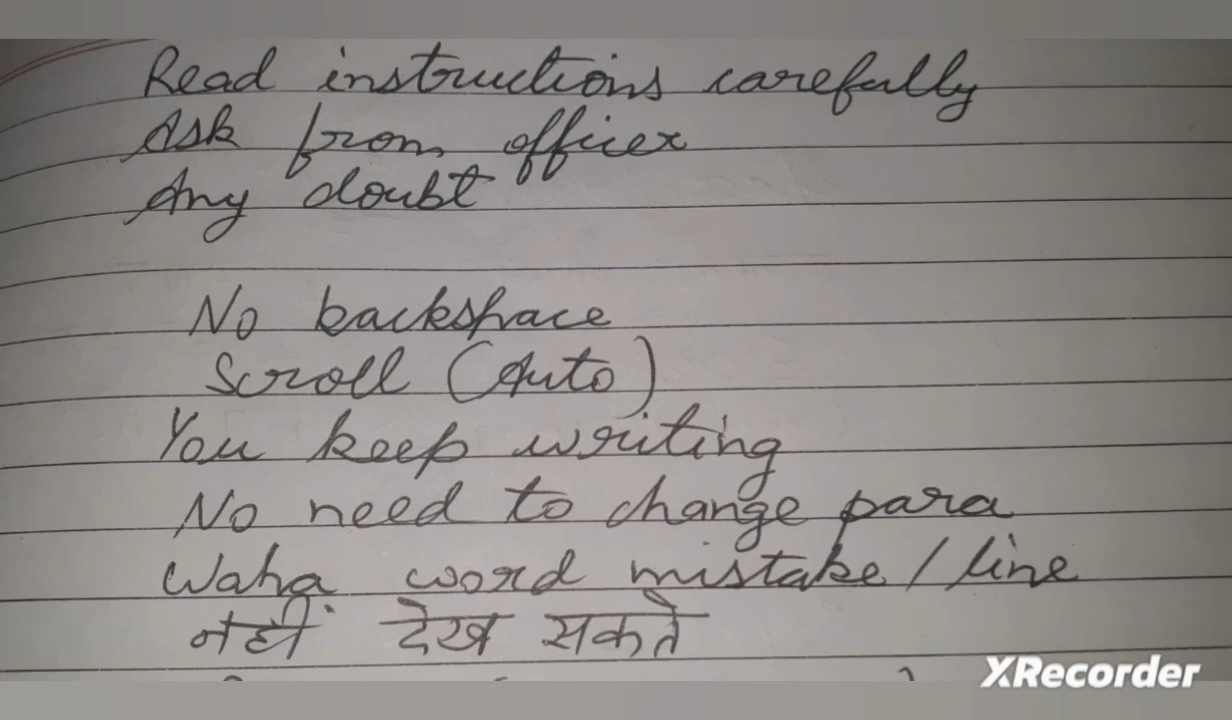 Read instructions carefully
Ask from officer
Any doubt
No backspace
Scroll (Auto)
You keep writing
No need to change para
Waha word mistake / line
नहीं देख सकते
XRecorder